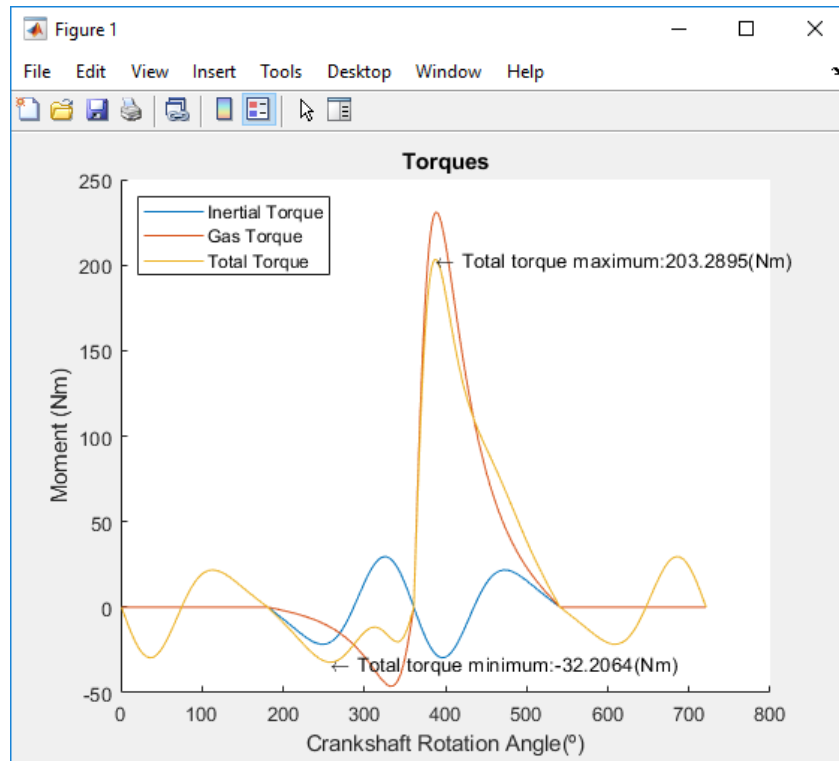 Figure 1
File Edit View Insert Tools Desktop Window Help
Torques
250
200
150
100
50
0
-50
Moment (Nm)
Inertial Torque
Gas Torque
Total Torque
← Total torque maximum:203.2895(Nm)
← Total torque minimum:-32.2064(Nm)
0 100 200 300 400 500 600 700 800
Crankshaft Rotation Angle(º)